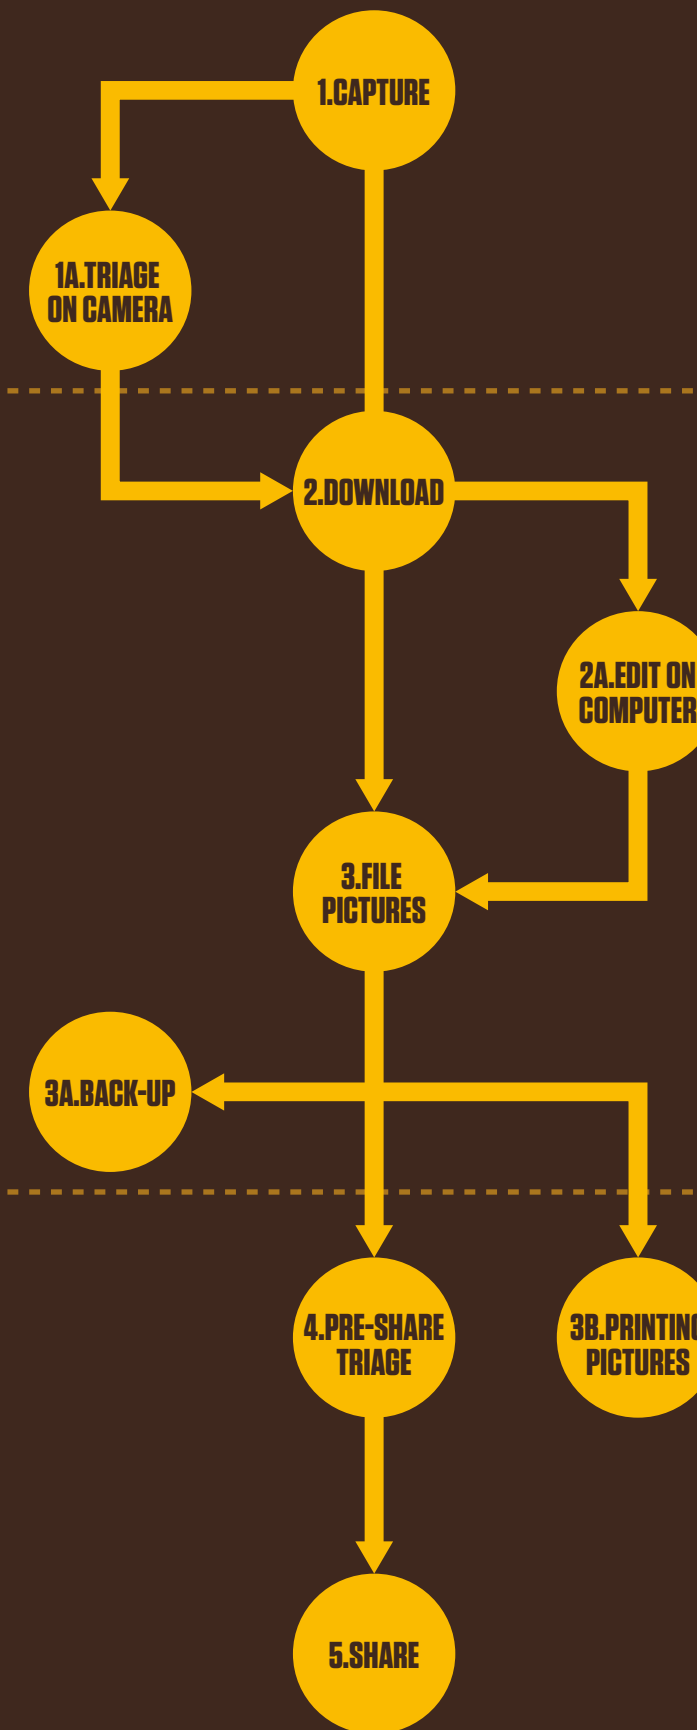 1.CAPTURE
1A.TRIAGE
ON CAMERA
2.DOWNLOAD
2A.EDIT ON
COMPUTER
3.FILE
PICTURES
3A.BACK-UP
4.PRE-SHARE
TRIAGE
3B.PRINTING
PICTURES
5.SHARE